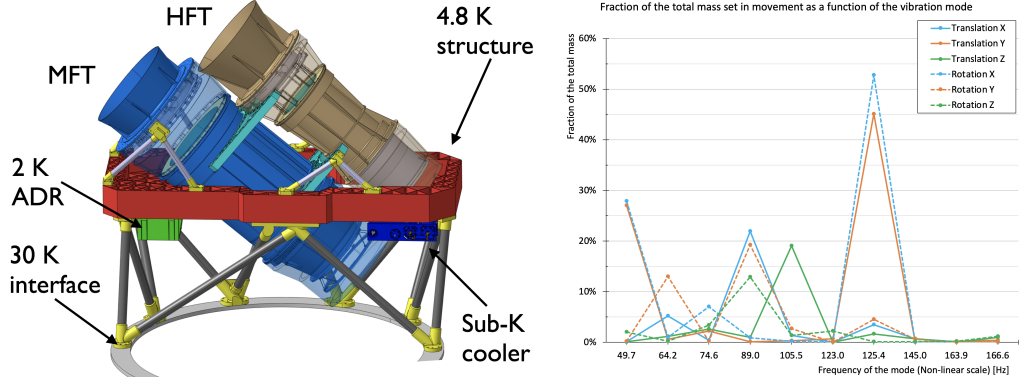 HFT
4.8 K
structure
MFT
2 K
ADR
30 K
interface
Sub-K
cooler
Fraction of the total mass set in movement as a function of the vibration mode
Fraction of the total mass
60%
50%
40%
30%
20%
10%
0%
Translation X
Translation Y
Translation Z
Rotation X
Rotation Y
Rotation Z
49.7 64.2 74.6 89.0 105.5 123.0 125.4 145.0 163.9 166.6
Frequency of the mode (Non-linear scale) [Hz]